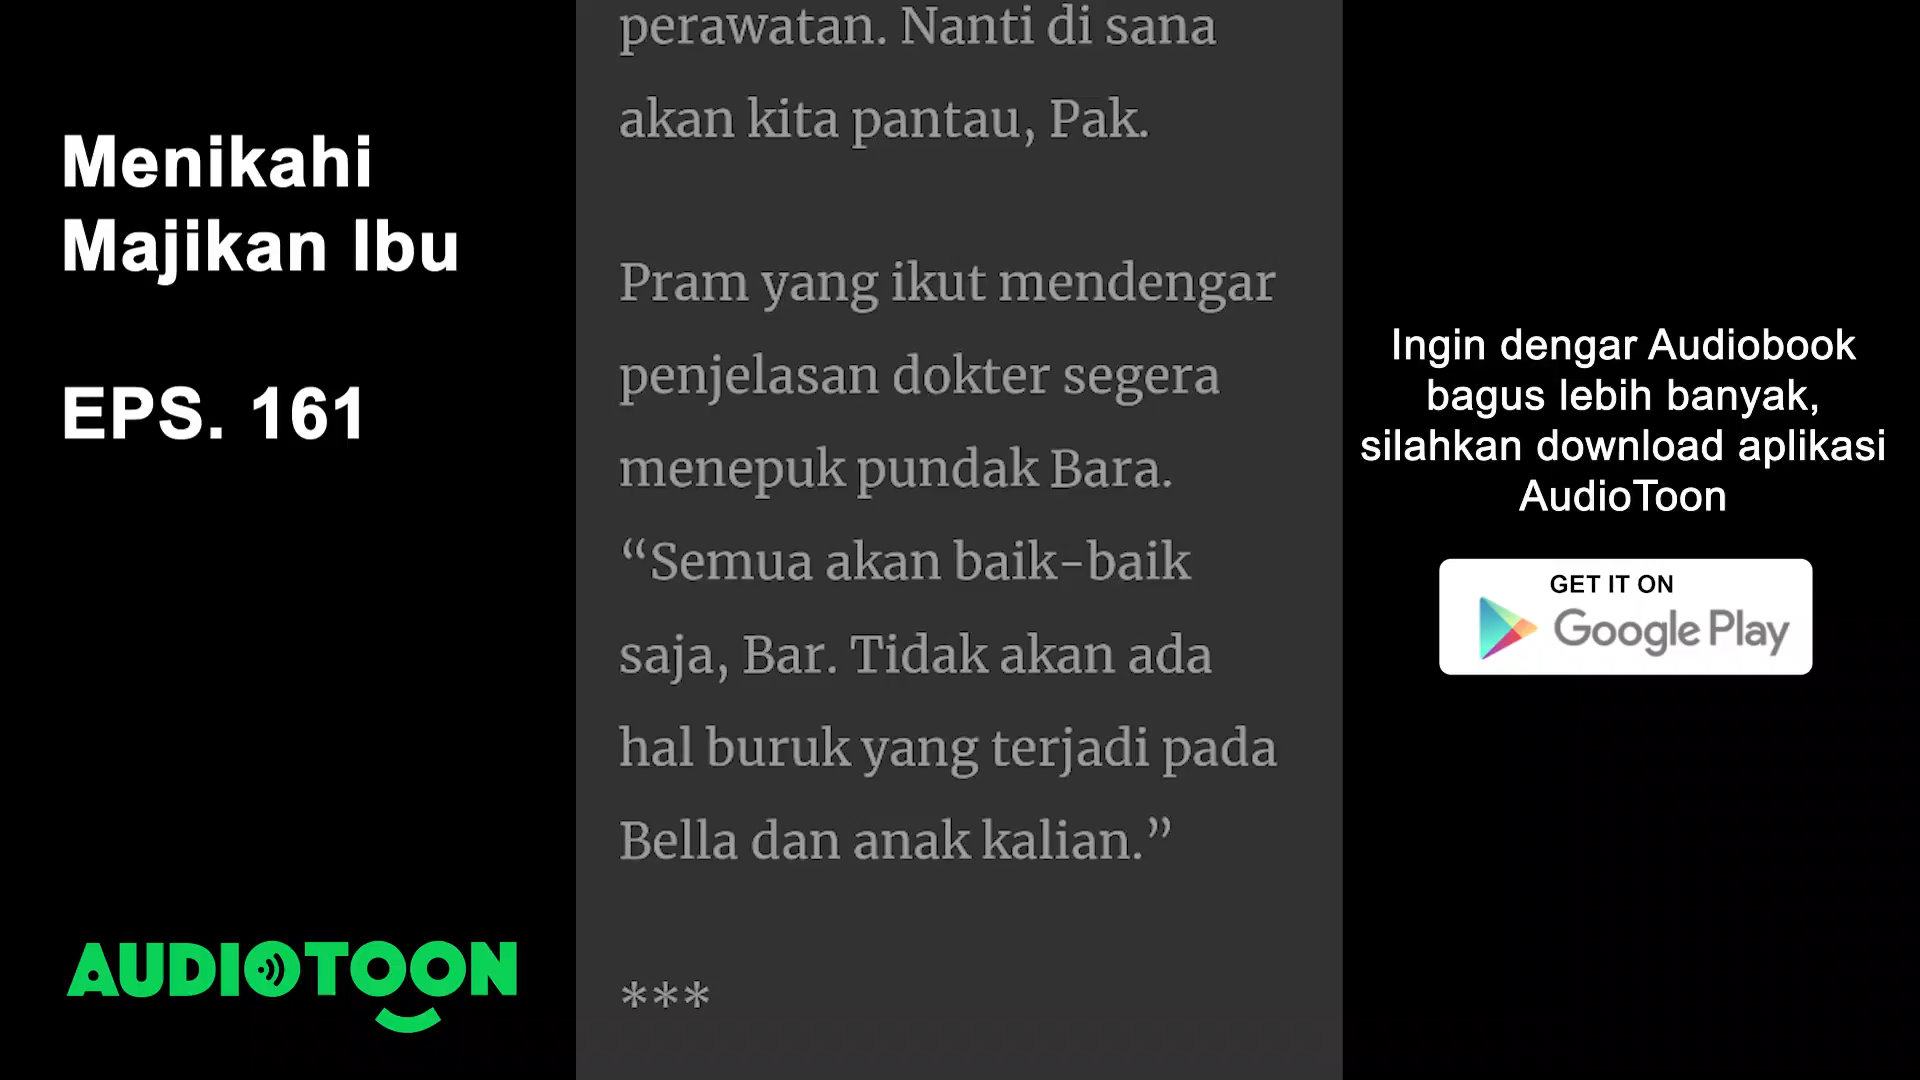 Menikahi
Majikan Ibu
EPS. 161
AUDIOTOON
perawatan. Nanti di sana
akan kita pantau, Pak.
Pram yang ikut mendengar
penjelasan dokter segera
menepuk pundak Bara.
“Semua akan baik-baik
saja, Bar. Tidak akan ada
hal buruk yang terjadi pada
Bella dan anak kalian.”
***
Ingin dengar Audiobook
bagus lebih banyak,
silahkan download aplikasi
AudioToon
GET IT ON
Google Play